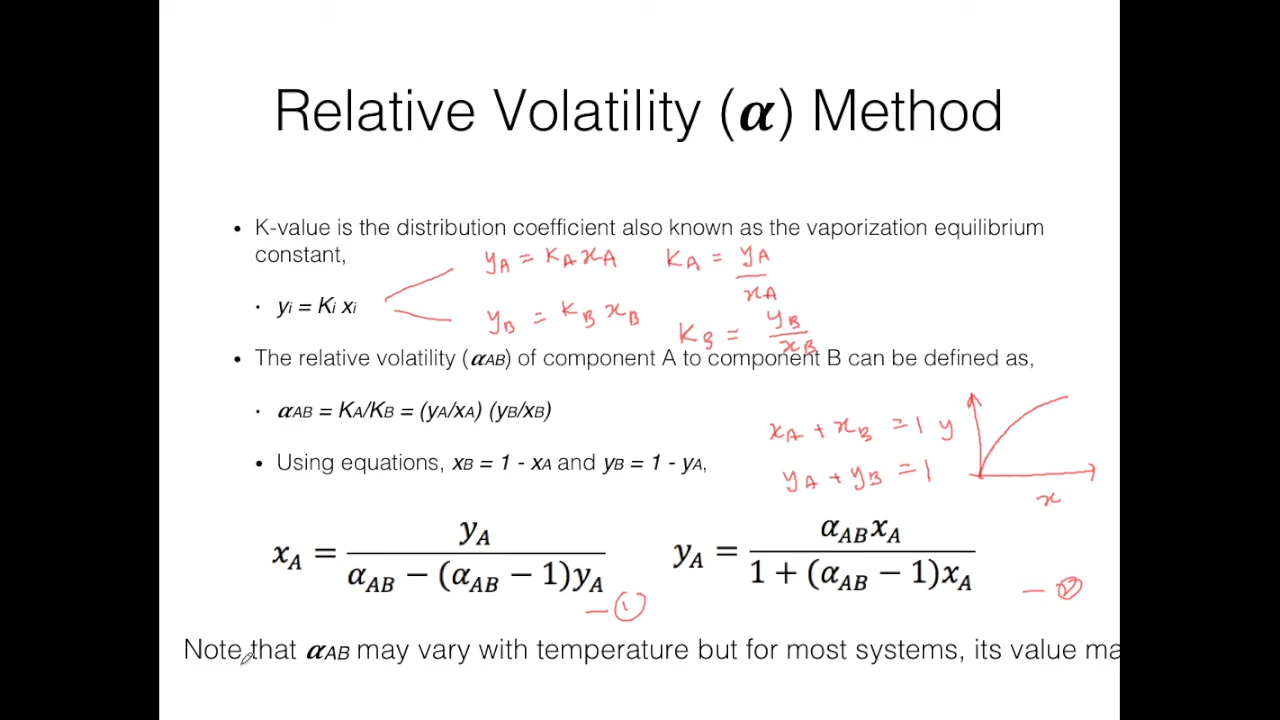 Relative Volatility (α) Method
• K-value is the distribution coefficient also known as the vaporization equilibrium
constant,
yA = KA xA
KA = yA / xA
• yi = Ki xi
yB = KB xB
KB = yB / xB
• The relative volatility (αAB) of component A to component B can be defined as,
• αAB = KA/KB = (yA/xA) (yB/xB)
xA + xB = 1
y
• Using equations, xB = 1 - xA and yB = 1 - yA,
yA + yB = 1
x
xA = yA / αAB − (αAB − 1)yA
— 1
yA = αABxA / 1 + (αAB − 1)xA
— 2
Note that αAB may vary with temperature but for most systems, its value ma